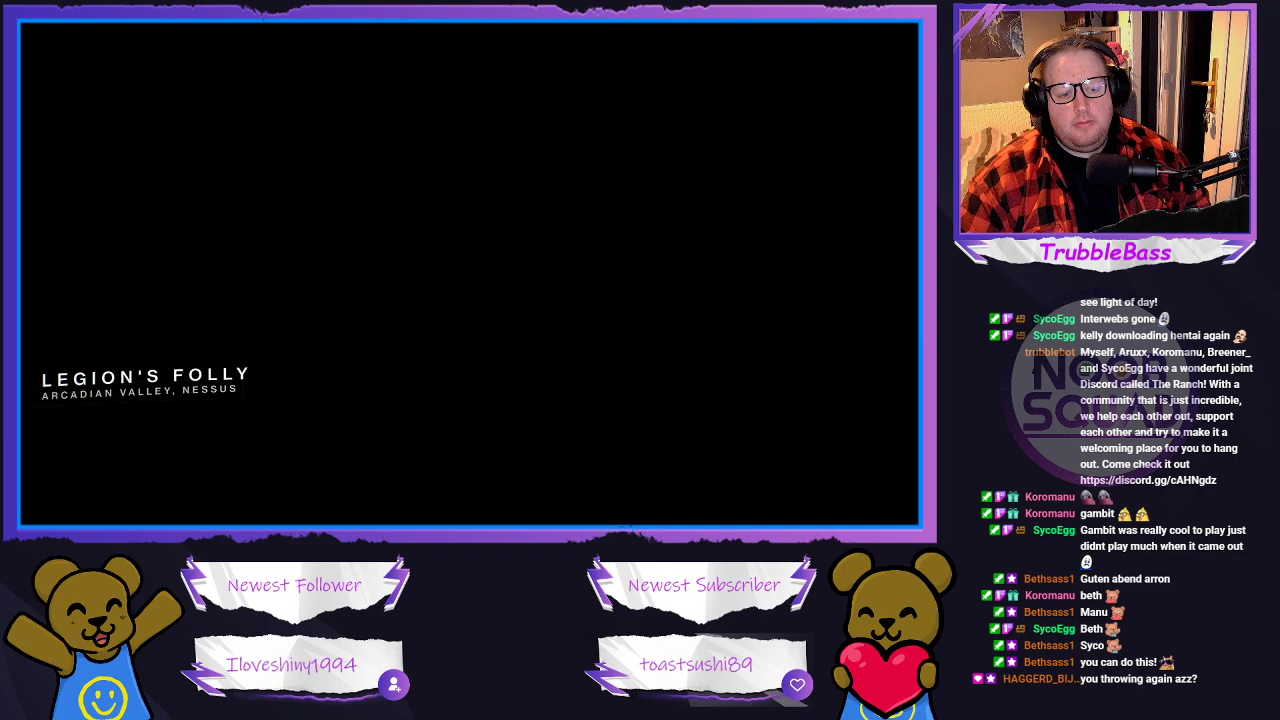 LEGION'S FOLLY
ARCADIAN VALLEY, NESSUS
TrubbleBass
NOOB
SQUAD
see light of day!
SycoEgg Interwebs gone
SycoEgg kelly downloading hentai again
trubblebot Myself, Aruxx, Koromanu, Breener_
and SycoEgg have a wonderful joint
Discord called The Ranch! With a
community that is just incredible,
we help each other out, support
each other and try to make it a
welcoming place for you to hang
out. Come check it out
https://discord.gg/cAHNgdz
Koromanu
Koromanu gambit
SycoEgg Gambit was really cool to play just
didnt play much when it came out
Bethsass1 Guten abend arron
Koromanu beth
Bethsass1 Manu
SycoEgg Beth
Bethsass1 Syco
Bethsass1 you can do this!
HAGGERD_BIJ... you throwing again azz?
Newest Follower
Iloveshiny1994
Newest Subscriber
toastsushi89